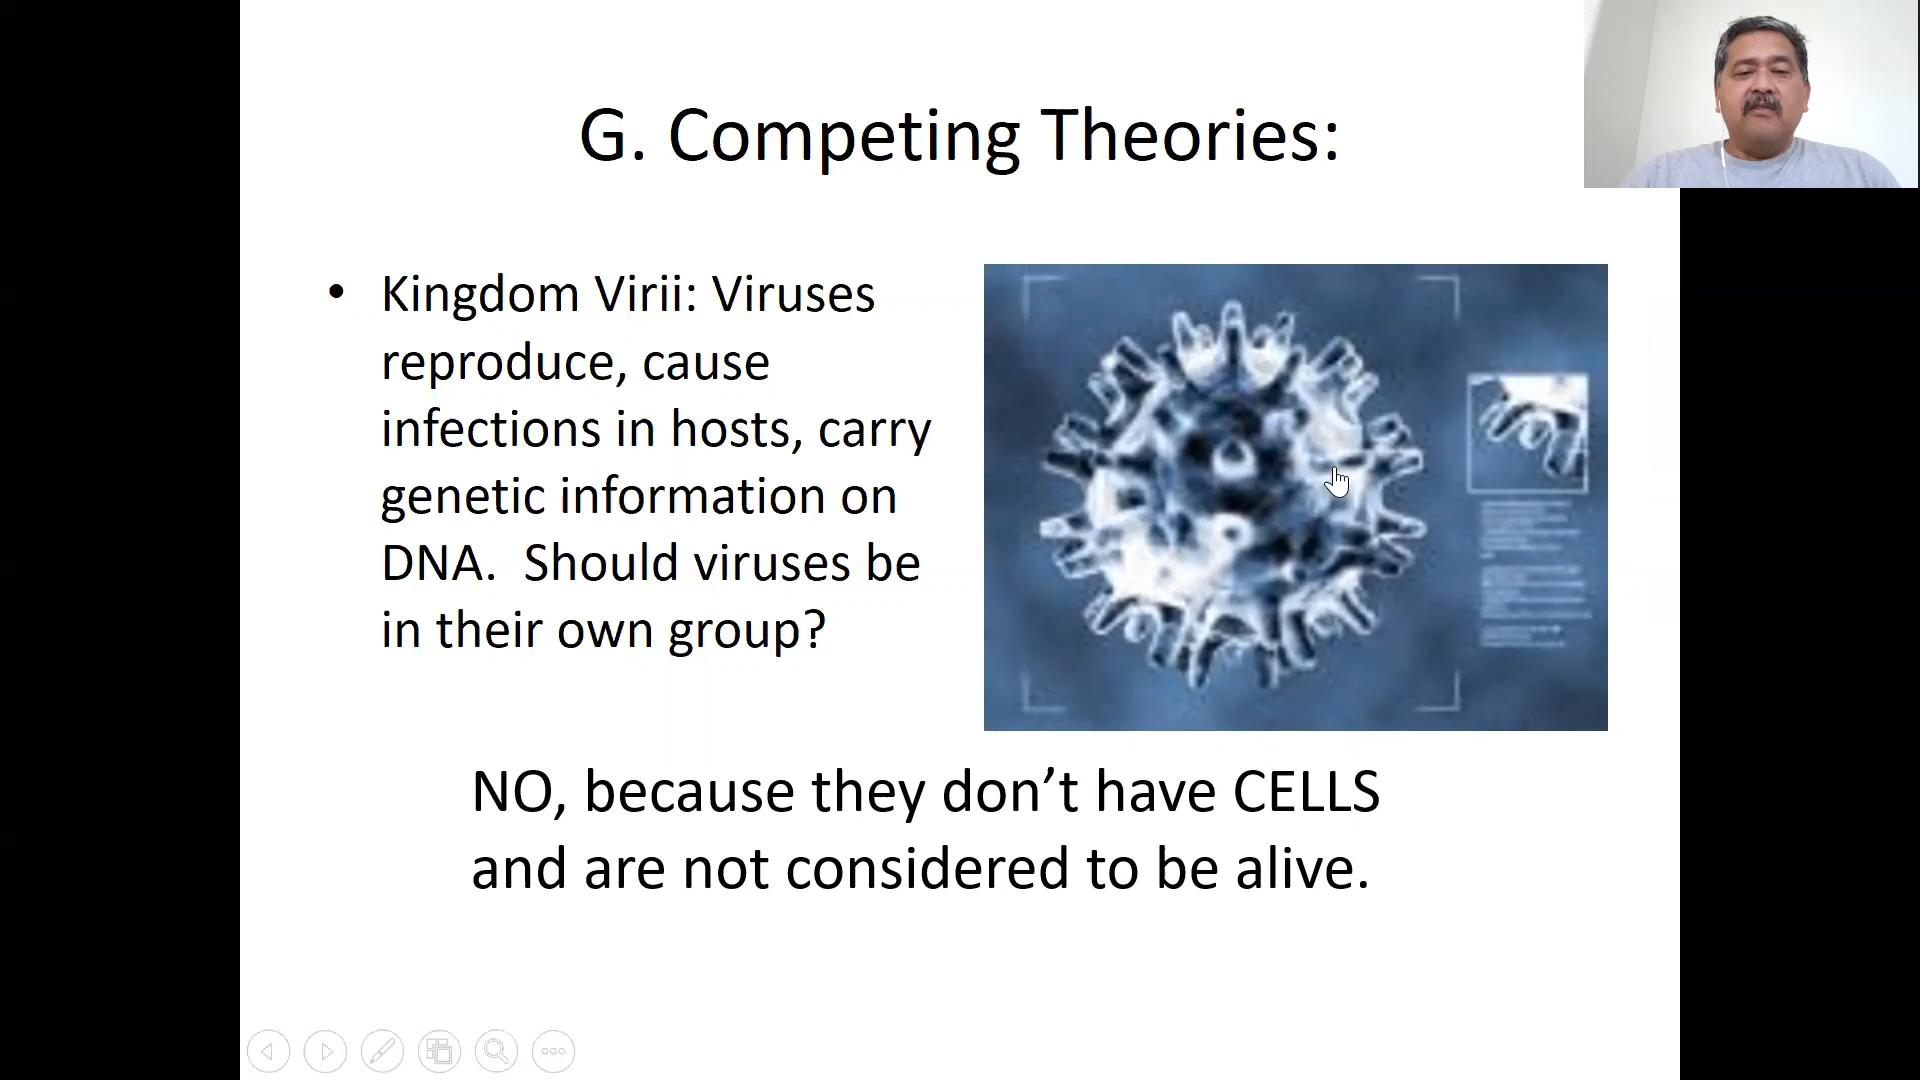 G. Competing Theories:
• Kingdom Virii: Viruses
reproduce, cause
infections in hosts, carry
genetic information on
DNA.  Should viruses be
in their own group?
NO, because they don’t have CELLS
and are not considered to be alive.